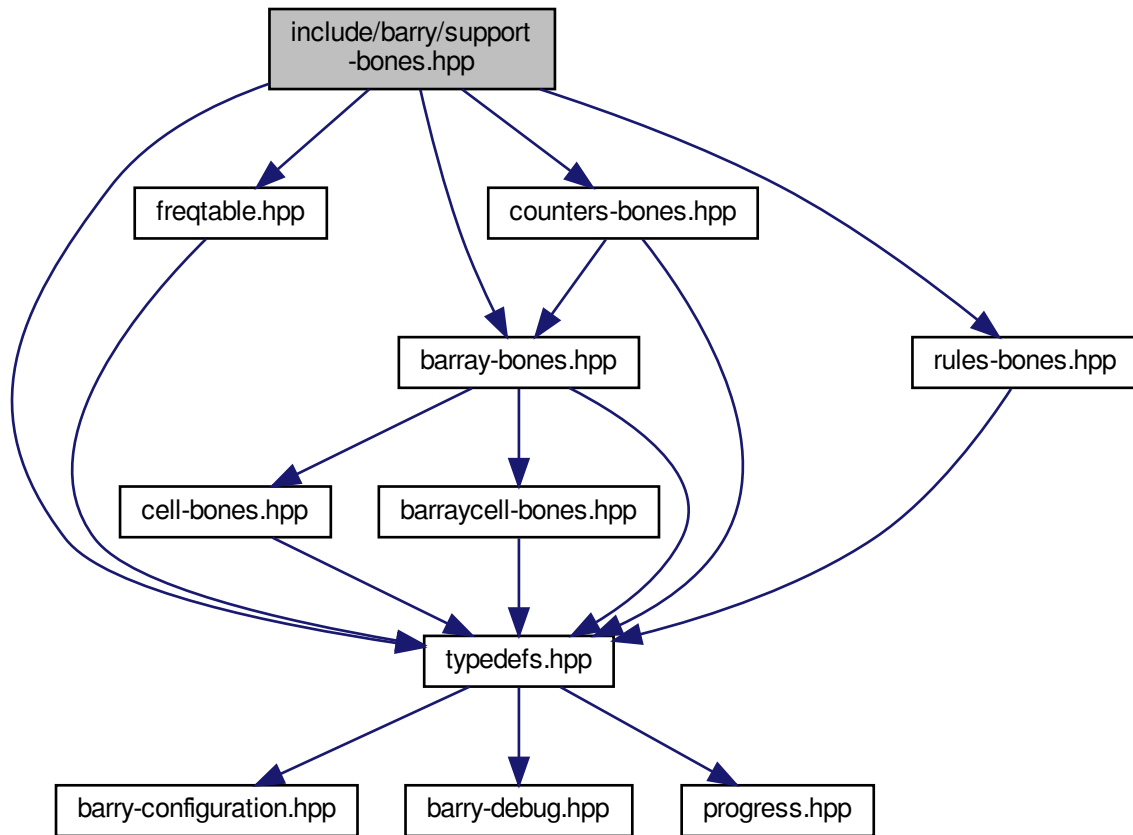 include/barry/support
-bones.hpp
freqtable.hpp
counters-bones.hpp
barray-bones.hpp
rules-bones.hpp
cell-bones.hpp
barraycell-bones.hpp
typedefs.hpp
barry-configuration.hpp
barry-debug.hpp
progress.hpp